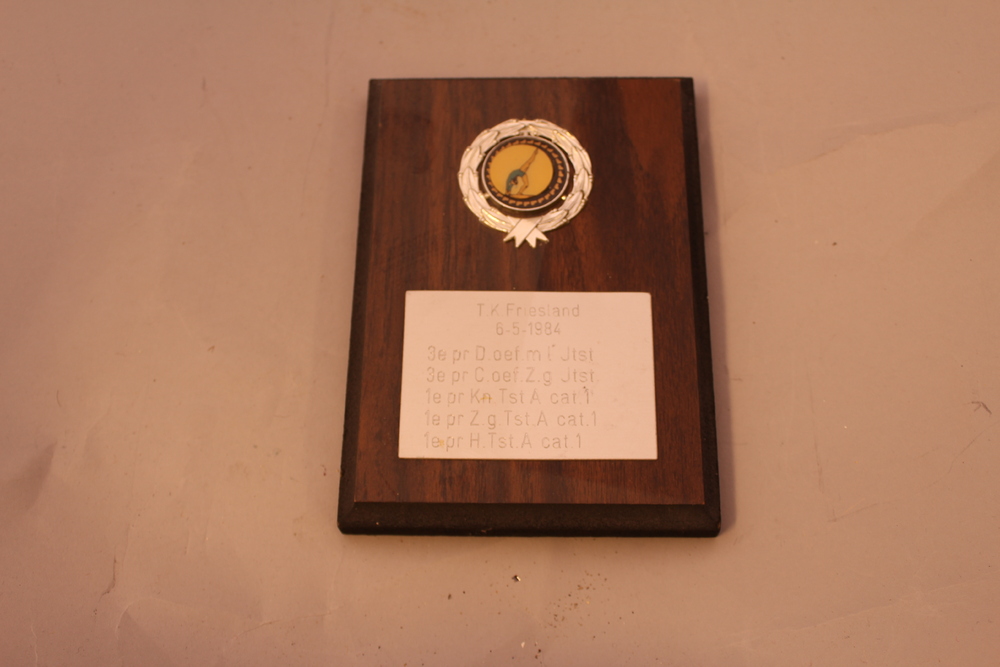 T.K.Friesland
6-5-1984
3e pr D.oef.m t Jtst
3e pr C.oef.Z.g Jtst.
1e pr Kn Tst.A cat.1
1e pr Z.g.Tst.A cat.1
1e pr H.Tst.A cat.1